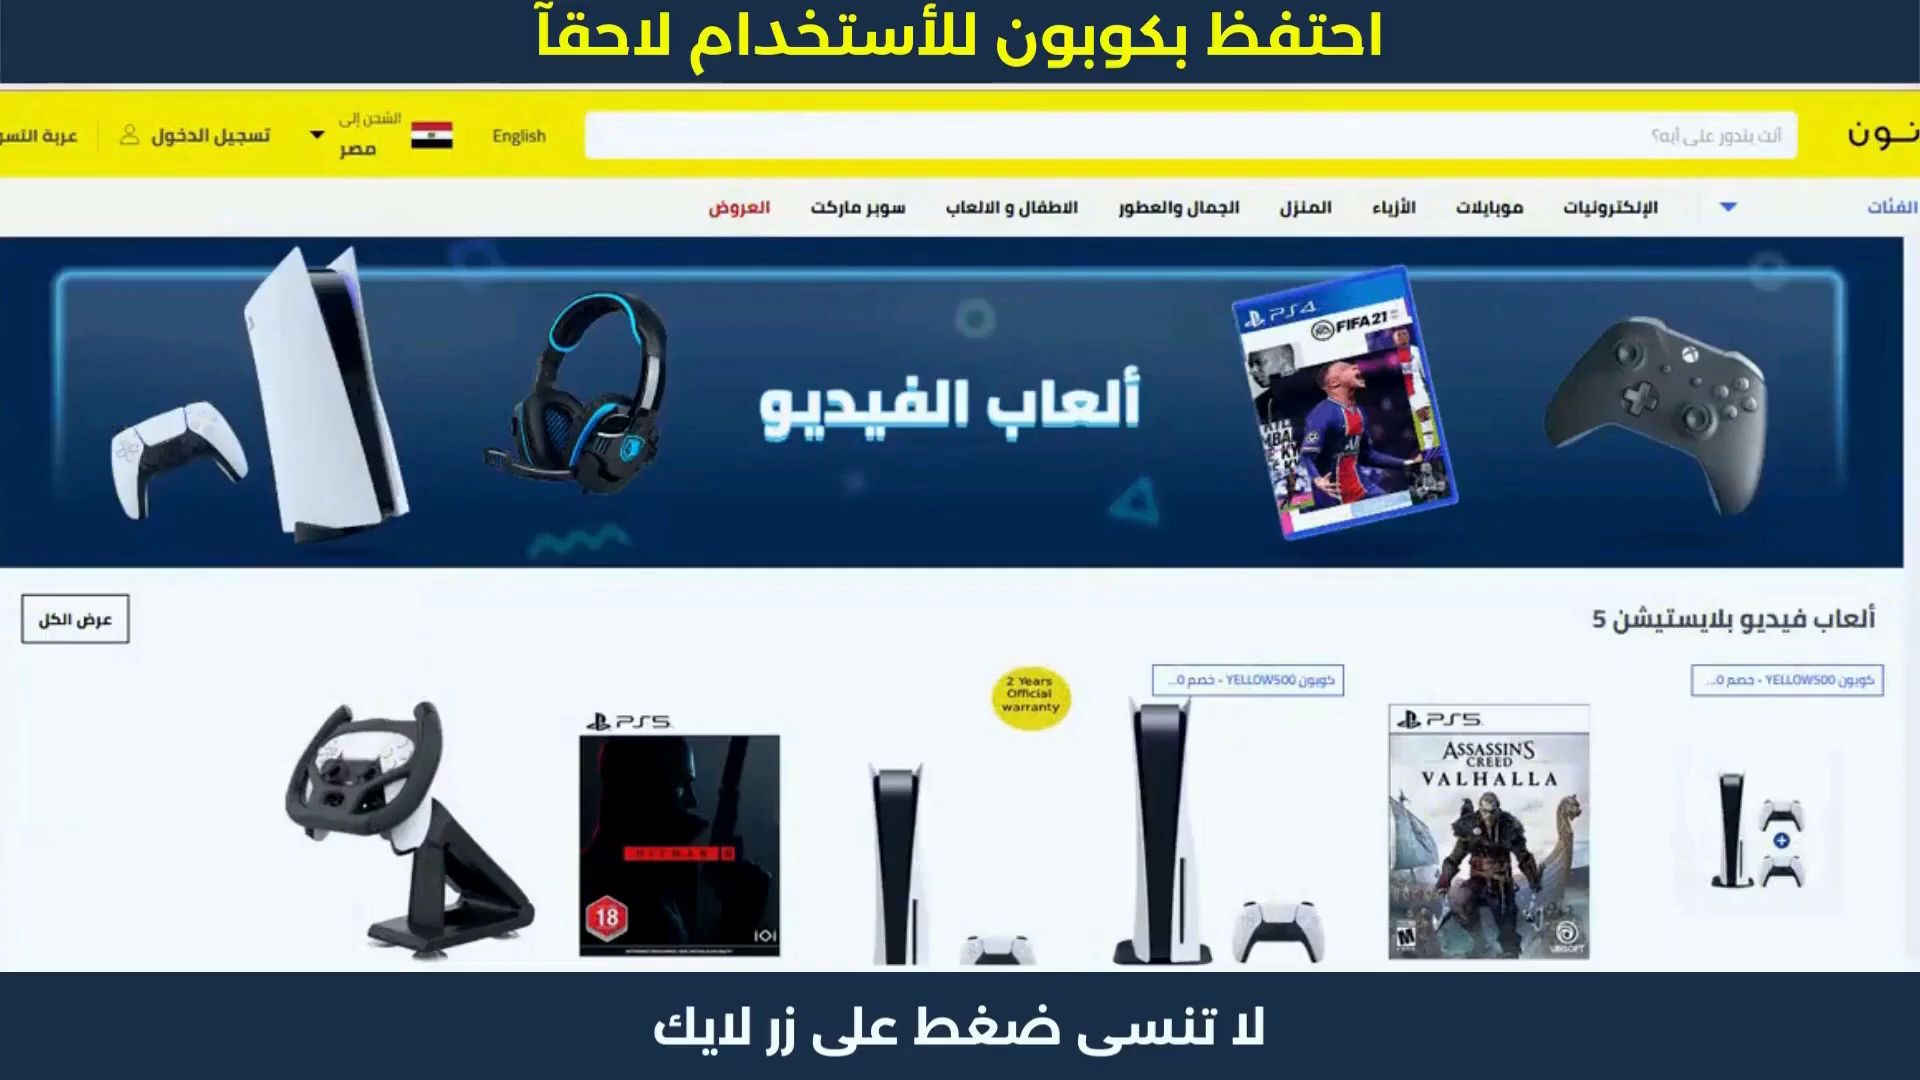 احتفظ بكوبون للأستخدام لاحقآ
نون
أنت بتدور على أيه؟
English
الشحن إلى
مصر
تسجيل الدخول
عربة
الفئات
الإلكترونيات
موبايلات
الأزياء
المنزل
الجمال والعطور
الاطفال و الالعاب
سوبر ماركت
العروض
PS4
FIFA 21
ألعاب الفيديو
ألعاب فيديو بلايستيشن 5
عرض الكل
كوبون YELLOW500 - خصم 0...
كوبون YELLOW500 - خصم 0...
2 Years
Official
warranty
PS5
ASSASSIN'S
CREED
VALHALLA
UBISOFT
M
PS5
HITMAN
18
IOI
لا تنسى ضغط على زر لايك